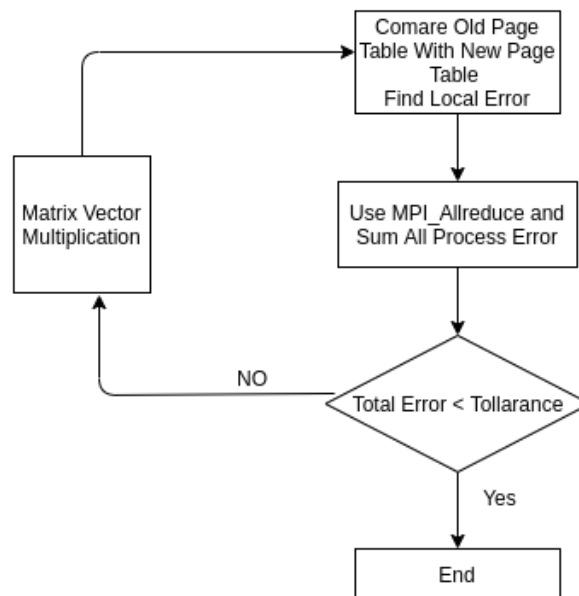 Comare Old Page
Table With New Page
Table
Find Local Error
Matrix Vector
Multiplication
Use MPI_Allreduce and
Sum All Process Error
NO
Total Error < Tollarance
Yes
End